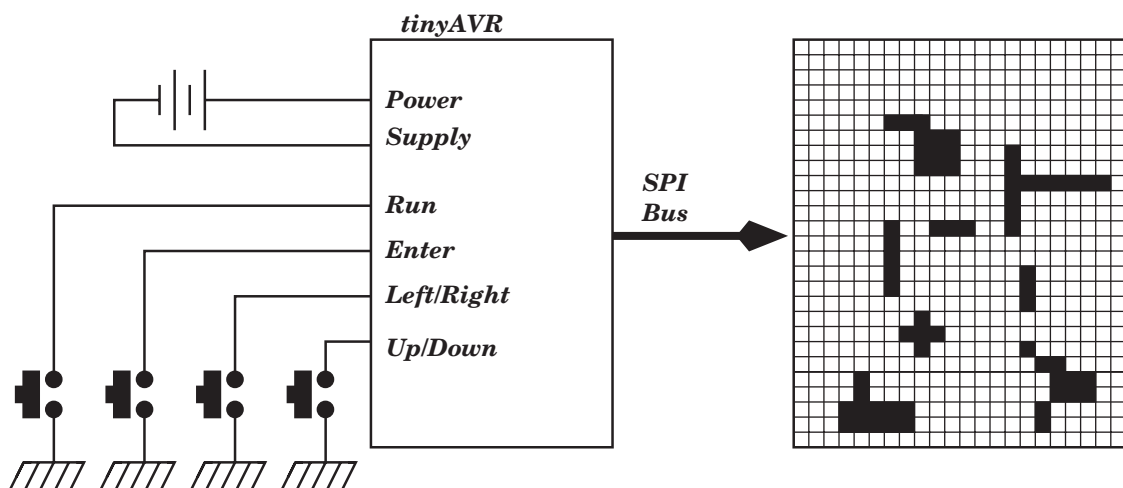 tinyAVR
Power
Supply
Run
Enter
Left/Right
Up/Down
SPI
Bus